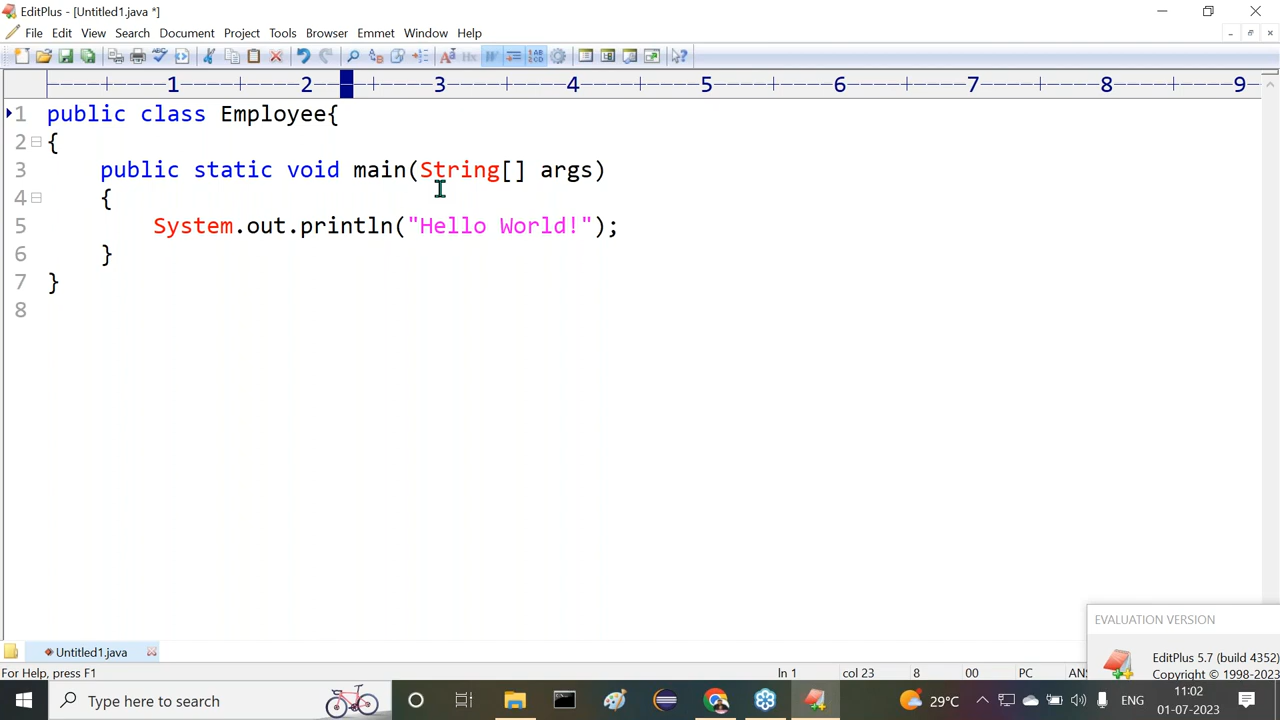 EditPlus - [Untitled1.java *]
File Edit View Search Document Project Tools Browser Emmet Window Help
1 2 3 4 5 6 7 8 9
1 public class Employee{
2 {
3 public static void main(String[] args)
4 {
5 System.out.println("Hello World!");
6 }
7 }
8
EVALUATION VERSION
EditPlus 5.7 (build 4352)
Copyright © 1998-2023
Untitled1.java
For Help, press F1 ln 1 col 23 8 00 PC ANS
Type here to search 29°C ENG 11:02
01-07-2023